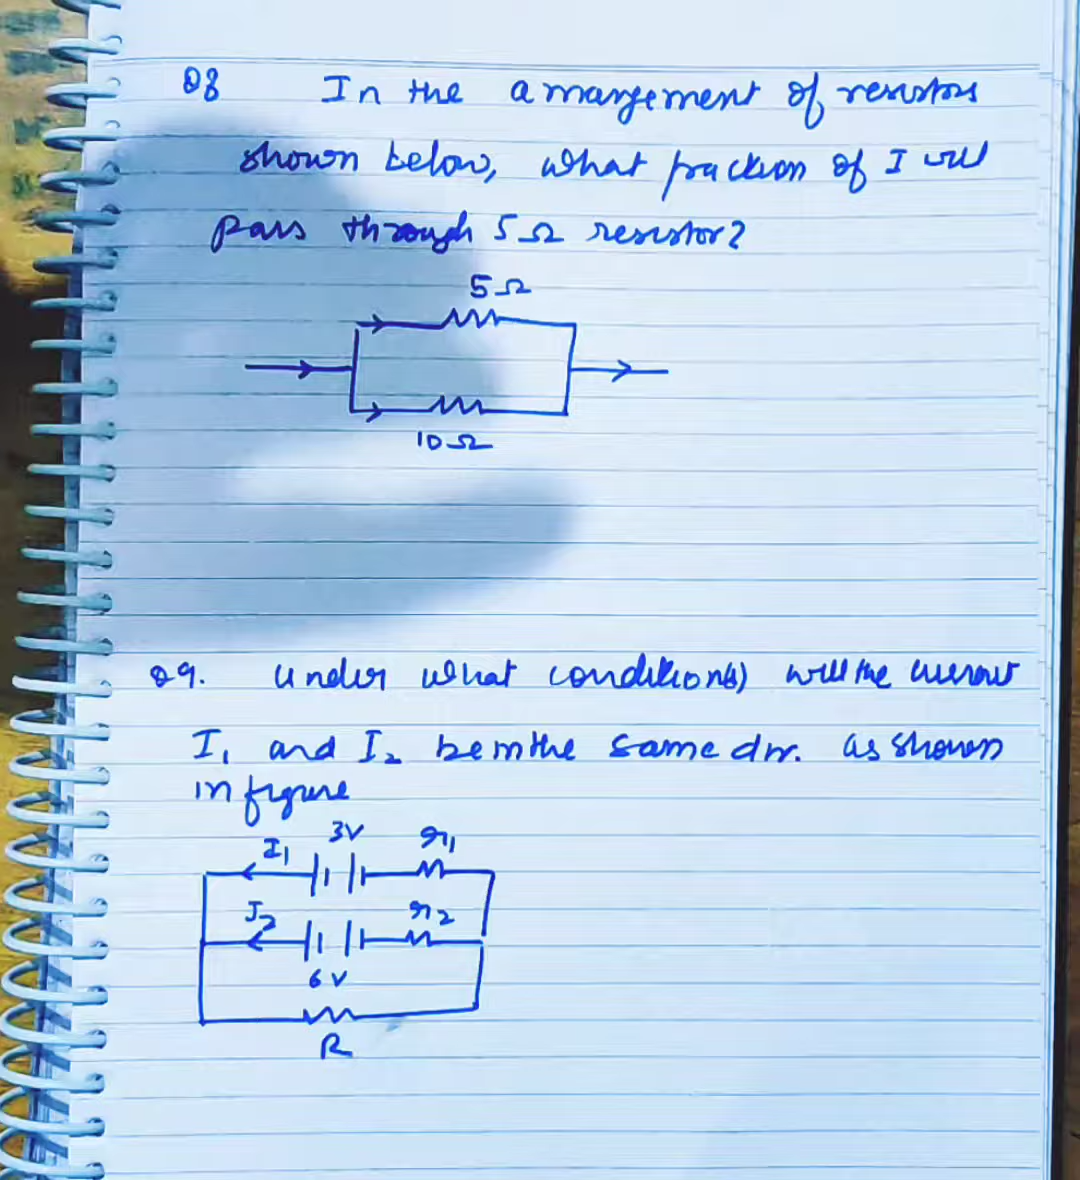 Q8 In the arrangement of resistors
shown below, what fraction of I will
pass through 5Ω resistor?
5Ω
10Ω
Q9. Under what condition(s) will the current
I₁ and I₂ be in the same dir. as shown
in figure
3V
I₁ r₁
I₂ r₂
6V
R